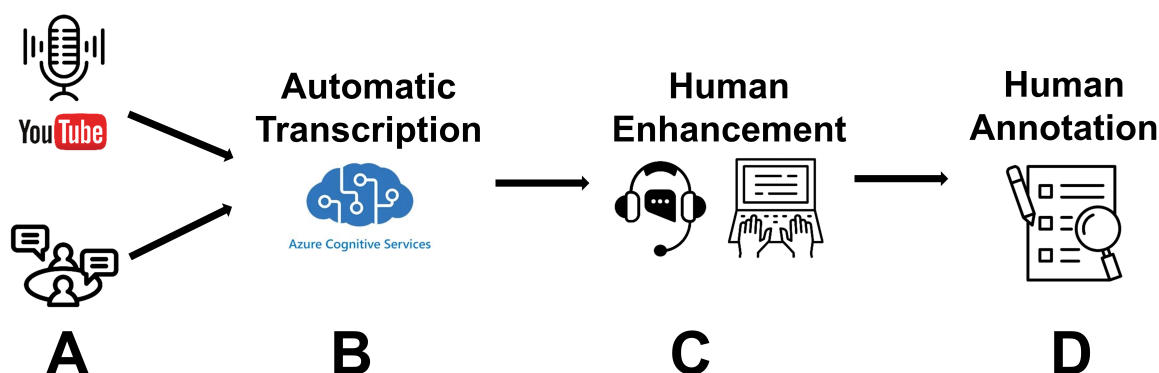 YouTube
A
Automatic
Transcription
Azure Cognitive Services
B
Human
Enhancement
C
Human
Annotation
D